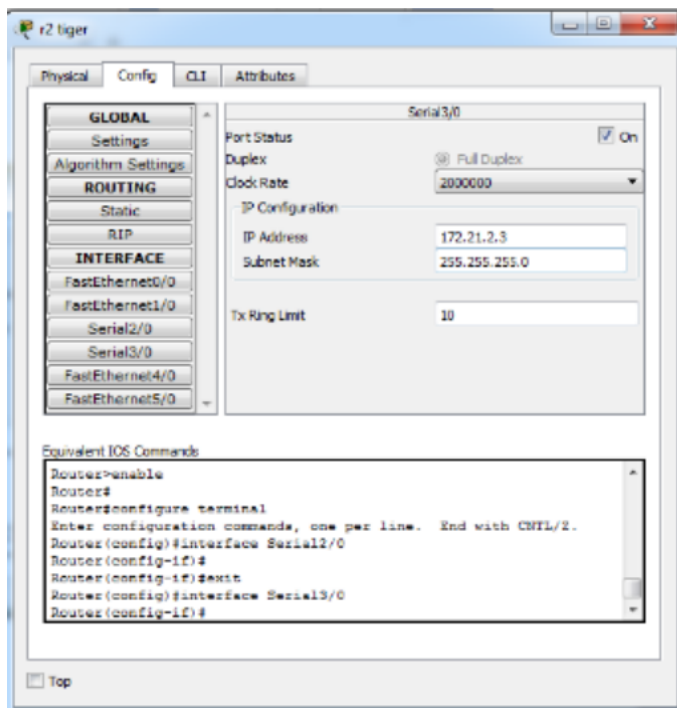 r2 tiger
Physical Config CLI Attributes
GLOBAL
Settings
Algorithm Settings
ROUTING
Static
RIP
INTERFACE
FastEthernet0/0
FastEthernet1/0
Serial2/0
Serial3/0
FastEthernet4/0
FastEthernet5/0
Serial3/0
Port Status On
Duplex Full Duplex
Clock Rate 2000000
IP Configuration
IP Address 172.21.2.3
Subnet Mask 255.255.255.0
Tx Ring Limit 10
Equivalent IOS Commands
Router>enable
Router#
Router#configure terminal
Enter configuration commands, one per line. End with CNTL/Z.
Router(config)#interface Serial2/0
Router(config-if)#
Router(config-if)#exit
Router(config)#interface Serial3/0
Router(config-if)#
Top